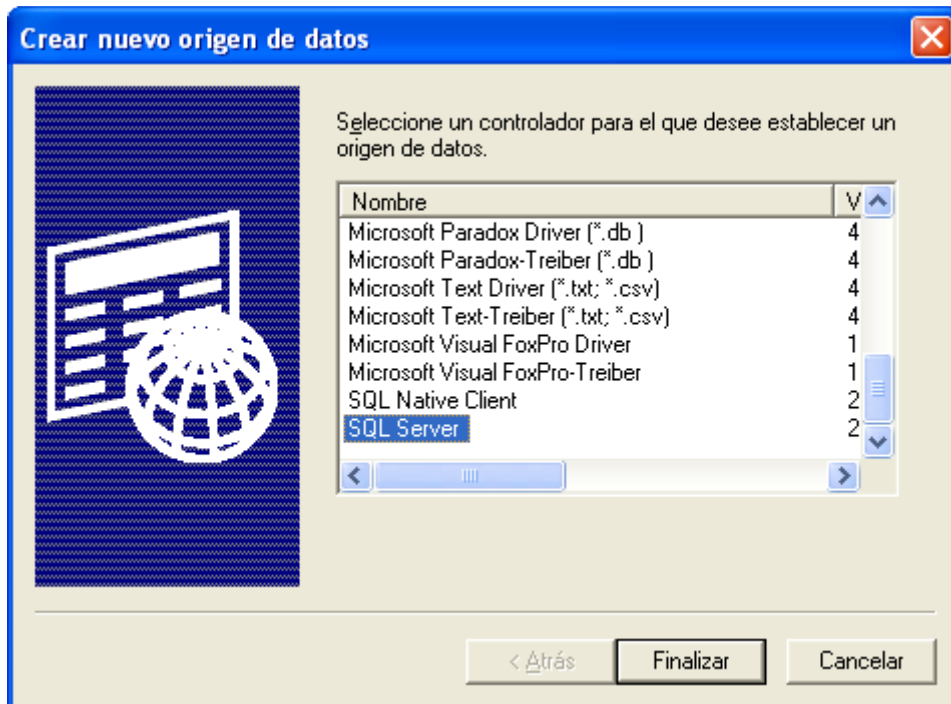 Crear nuevo origen de datos
Seleccione un controlador para el que desee establecer un
origen de datos.
Nombre V
Microsoft Paradox Driver (*.db ) 4
Microsoft Paradox-Treiber (*.db ) 4
Microsoft Text Driver (*.txt; *.csv) 4
Microsoft Text-Treiber (*.txt; *.csv) 4
Microsoft Visual FoxPro Driver 1
Microsoft Visual FoxPro-Treiber 1
SQL Native Client 2
SQL Server 2
< Atrás Finalizar Cancelar